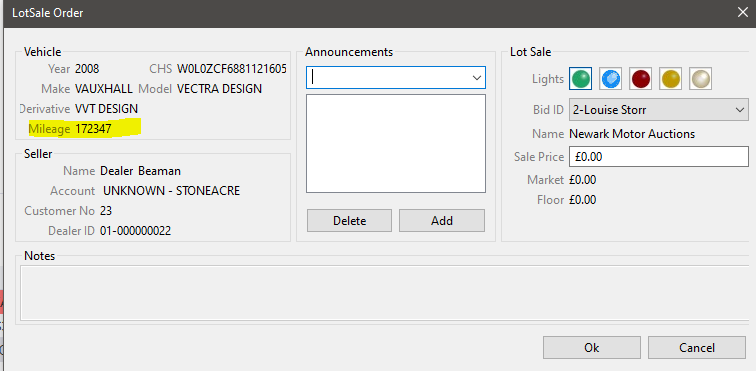 LotSale Order
Vehicle
Year 2008 CHS W0L0ZCF6881121605
Make VAUXHALL Model VECTRA DESIGN
Derivative VVT DESIGN
Mileage 172347
Seller
Name Dealer Beaman
Account UNKNOWN - STONEACRE
Customer No 23
Dealer ID 01-000000022
Announcements
Delete Add
Lot Sale
Lights
Bid ID 2-Louise Storr
Name Newark Motor Auctions
Sale Price £0.00
Market £0.00
Floor £0.00
Notes
Ok Cancel